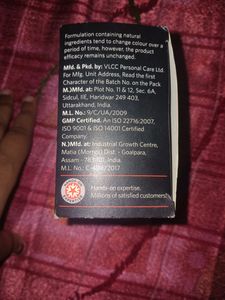 Formulation containing natural
ingredients tend to change colour over a
period of time, however, the product
efficacy remains unchanged.
Mfd. & Pkd. by: VLCC Personal Care Ltd.
For Mfg. Unit Address, Read the first
Character of the Batch No. on the Pack
M.)Mfd. at: Plot No. 11 & 12, Sec. 6A,
Sidcul, IIE, Haridwar 249 403,
Uttarakhand, India.
M.L. No.: 9/C/UA/2009
GMP Certified. An ISO 22716:2007,
ISO 9001 & ISO 14001 Certified
Company.
N.)Mfd. at: Industrial Growth Centre,
Matia (Mornoi) Dist. - Goalpara,
Assam - 783 101, India.
M.L. No.: C-
/2017
Hands-on expertise.
Millions of satisfied customers!